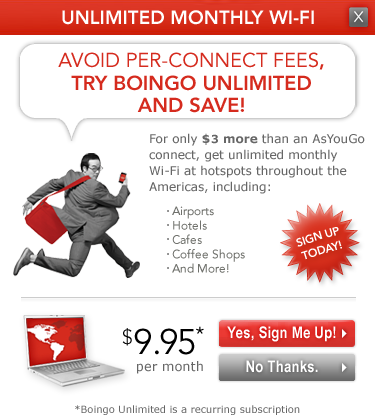 UNLIMITED MONTHLY WI-FI
X
AVOID PER-CONNECT FEES,
TRY BOINGO UNLIMITED
AND SAVE!
For only $3 more than an AsYouGo
connect, get unlimited monthly
Wi-Fi at hotspots throughout the
Americas, including:
· Airports
· Hotels
· Cafes
· Coffee Shops
· And More!
SIGN UP
TODAY!
$9.95*
per month
Yes, Sign Me Up!
No Thanks.
*Boingo Unlimited is a recurring subscription